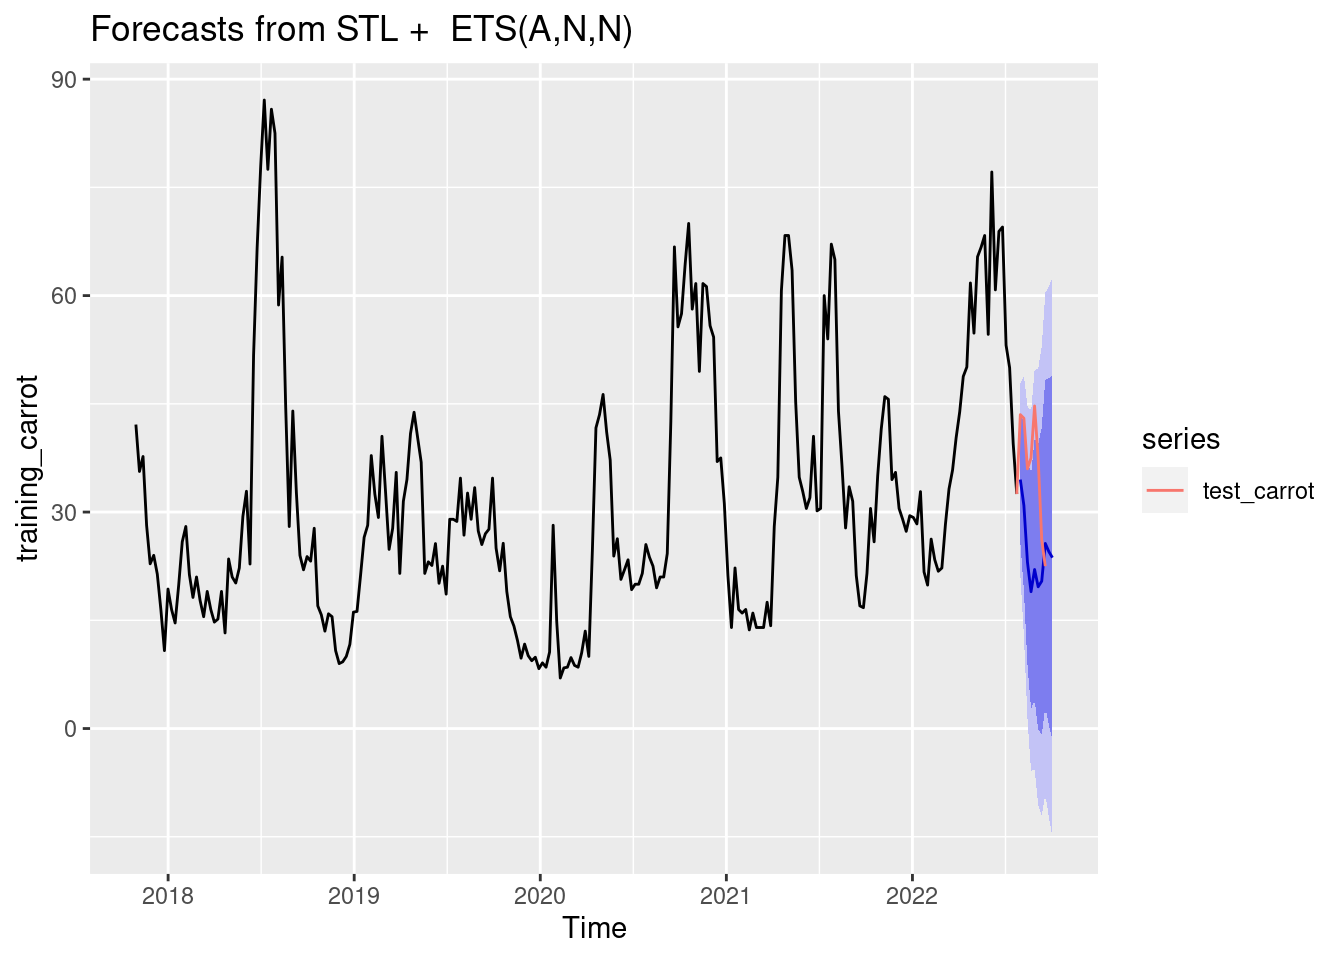 Forecasts from STL +  ETS(A,N,N)
training_carrot
90
60
30
0
2018
2019
2020
2021
2022
Time
series
test_carrot